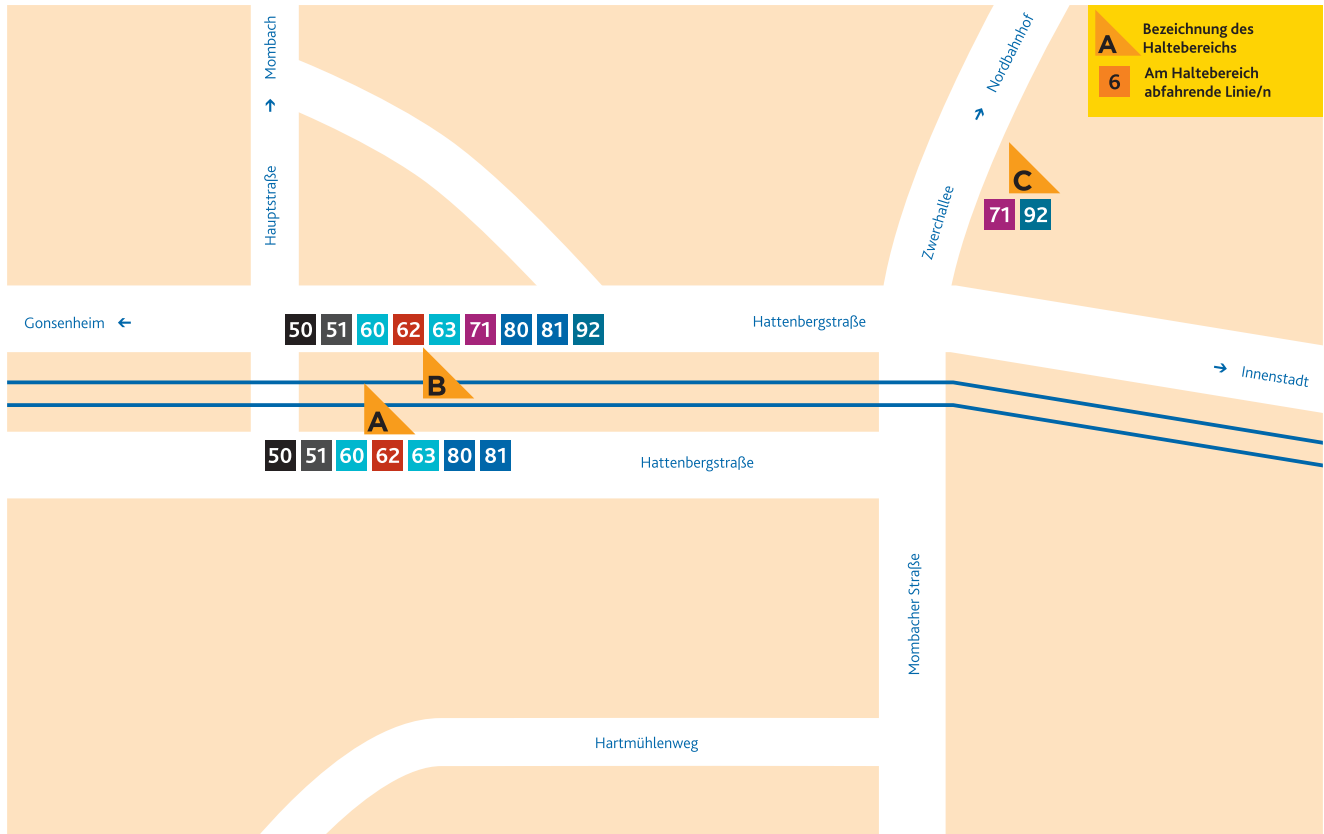 Mombach
Hauptstraße
Nordbahnhof
Zwerchallee
A
Bezeichnung des
Haltebereichs
6
Am Haltebereich
abfahrende Linie/n
C
71 92
Gonsenheim
50 51 60 62 63 71 80 81 92
Hattenbergstraße
B
Innenstadt
A
50 51 60 62 63 80 81
Hattenbergstraße
Mombacher Straße
Hartmühlenweg